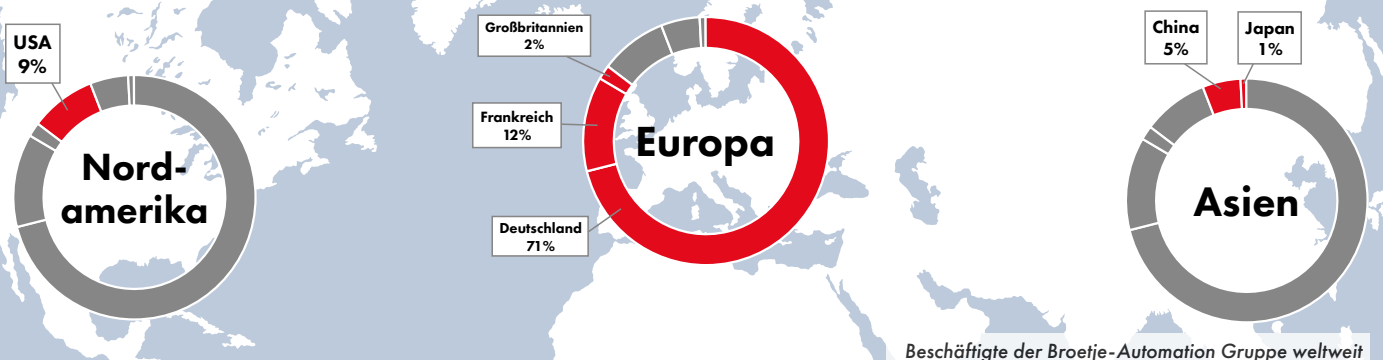 USA
9%
Nord-
amerika
Großbritannien
2%
Frankreich
12%
Europa
Deutschland
71%
China
5%
Japan
1%
Asien
Beschäftigte der Broetje-Automation Gruppe weltweit